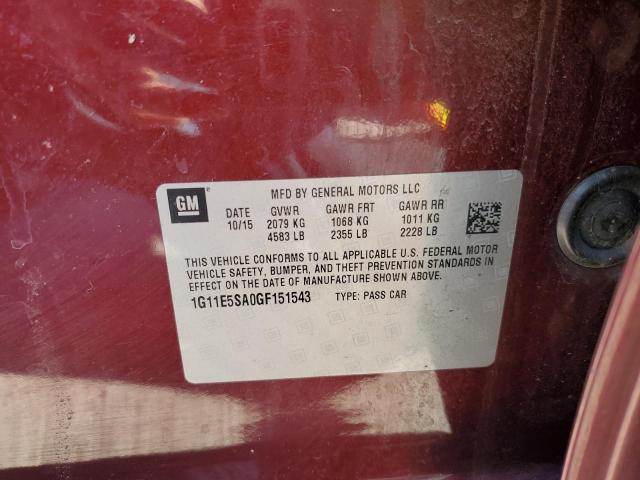 GM ® MFD BY GENERAL MOTORS LLC
DATE GVWR GAWR FRT GAWR RR
10/15 2079 KG 1068 KG 1011 KG
4583 LB 2355 LB 2228 LB
THIS VEHICLE CONFORMS TO ALL APPLICABLE U.S. FEDERAL MOTOR
VEHICLE SAFETY, BUMPER, AND THEFT PREVENTION STANDARDS IN
EFFECT ON THE DATE OF MANUFACTURE SHOWN ABOVE.
1G11E5SA0GF151543 TYPE: PASS CAR